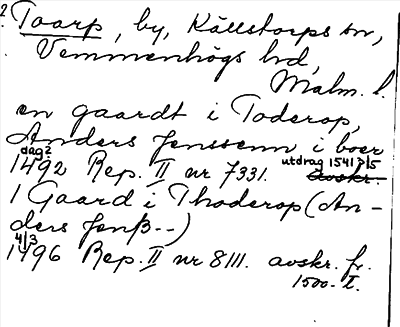 2 Toarp, by, Källstorps sn,
Vemmenhögs hd,
Malm. l.
en gaardt i Toderop,
Anders Jenssenn i boer
dag? utdrag 1541 7/5
1492 Rep. II nr 7331. avskr.
1 Gaard i Thoderop (An-
ders Jenß--)
4/3
1496 Rep. II nr 8111. avskr. fr.
1500-t.